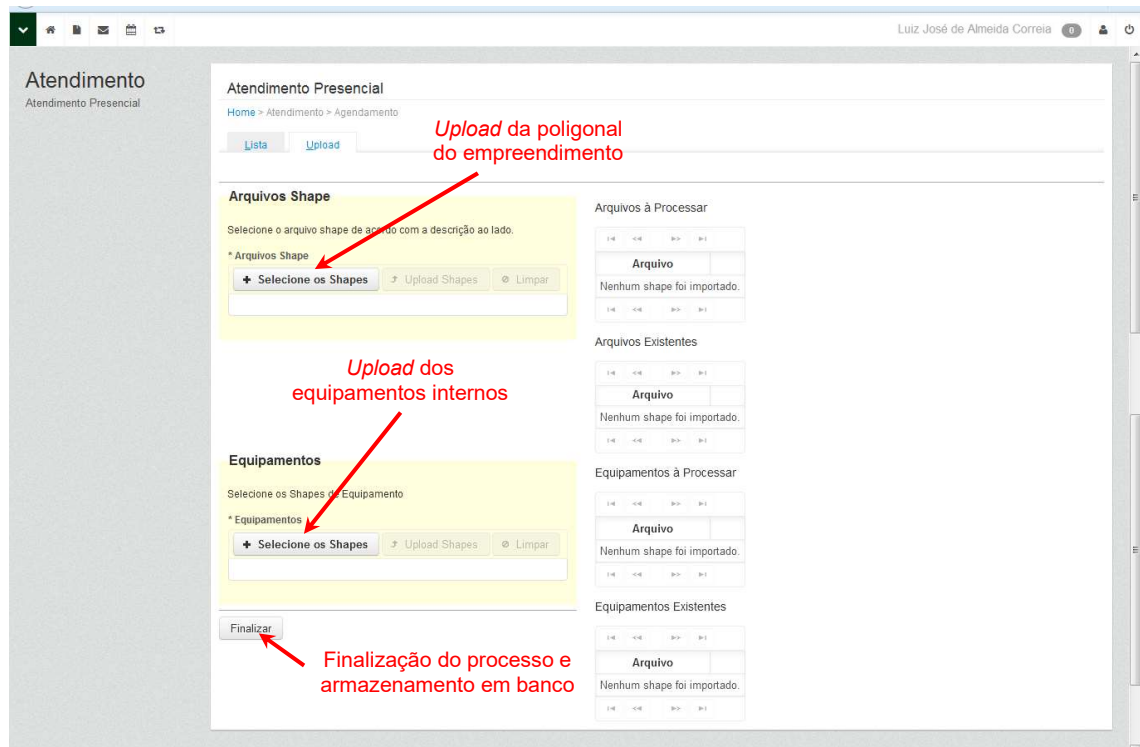 Luiz José de Almeida Correia 0
Atendimento
Atendimento Presencial
Atendimento Presencial
Home > Atendimento > Agendamento
Lista Upload
Upload da poligonal
do empreendimento
Arquivos Shape
Selecione o arquivo shape de acordo com a descrição ao lado.
* Arquivos Shape
Selecione os Shapes Upload Shapes Limpar
Arquivos à Processar
Arquivo
Nenhum shape foi importado.
Arquivos Existentes
Arquivo
Nenhum shape foi importado.
Upload dos
equipamentos internos
Equipamentos
Selecione os Shapes de Equipamento
* Equipamentos
Selecione os Shapes Upload Shapes Limpar
Equipamentos à Processar
Arquivo
Nenhum shape foi importado.
Equipamentos Existentes
Arquivo
Nenhum shape foi importado.
Finalizar
Finalização do processo e
armazenamento em banco